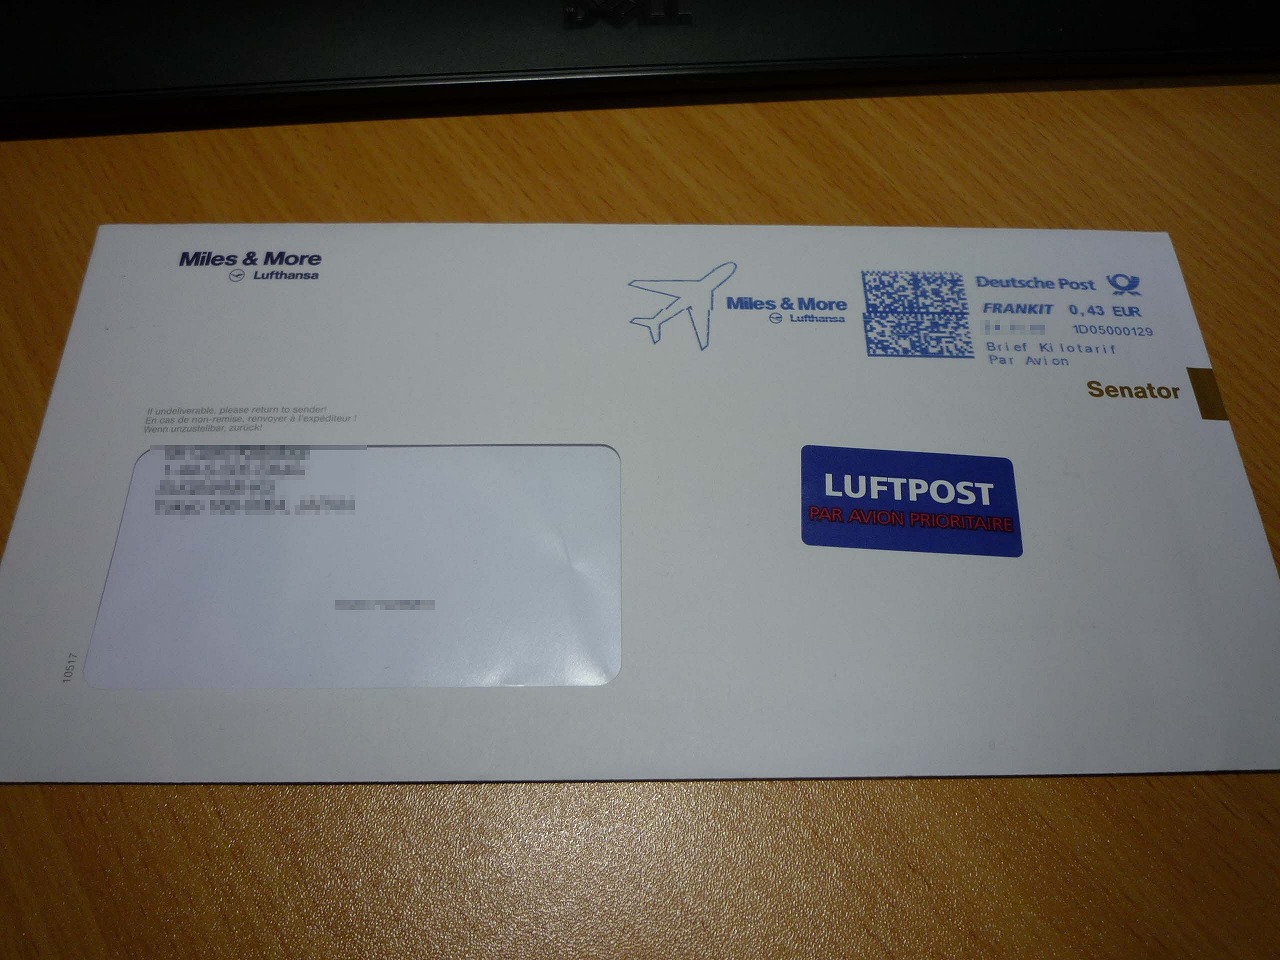 DELL
Miles & More
Lufthansa
Miles & More
Lufthansa
Deutsche Post
FRANKIT 0,43 EUR
1D05000129
Brief Kilotarif
Par Avion
Senator
If undeliverable, please return to sender!
En cas de non-remise, renvoyer à l'expéditeur !
Wenn unzustellbar, zurück!
LUFTPOST
PAR AVION PRIORITAIRE
10517